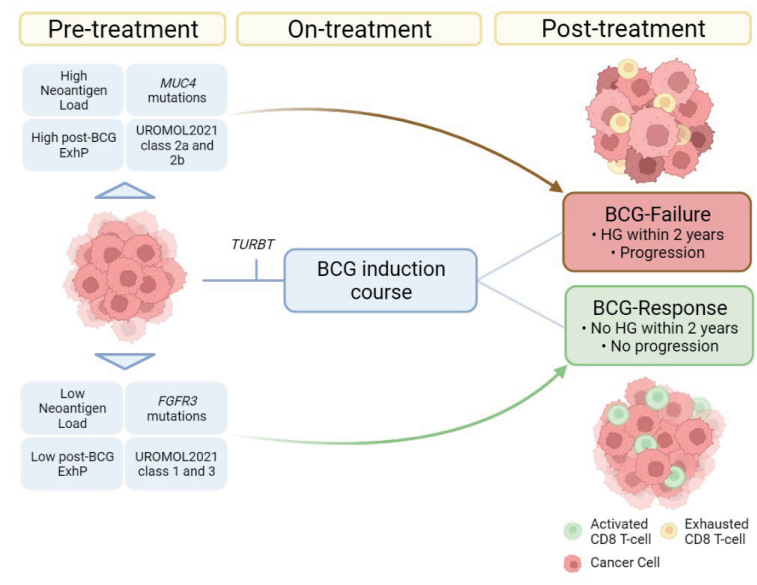 Pre-treatment
On-treatment
Post-treatment
High
Neoantigen
Load
MUC4
mutations
High post-BCG
ExhP
UROMOL2021
class 2a and
2b
TURBT
BCG induction
course
BCG-Failure
• HG within 2 years
• Progression
BCG-Response
• No HG within 2 years
• No progression
Low
Neoantigen
Load
FGFR3
mutations
Low post-BCG
ExhP
UROMOL2021
class 1 and 3
Activated
CD8 T-cell
Exhausted
CD8 T-cell
Cancer Cell